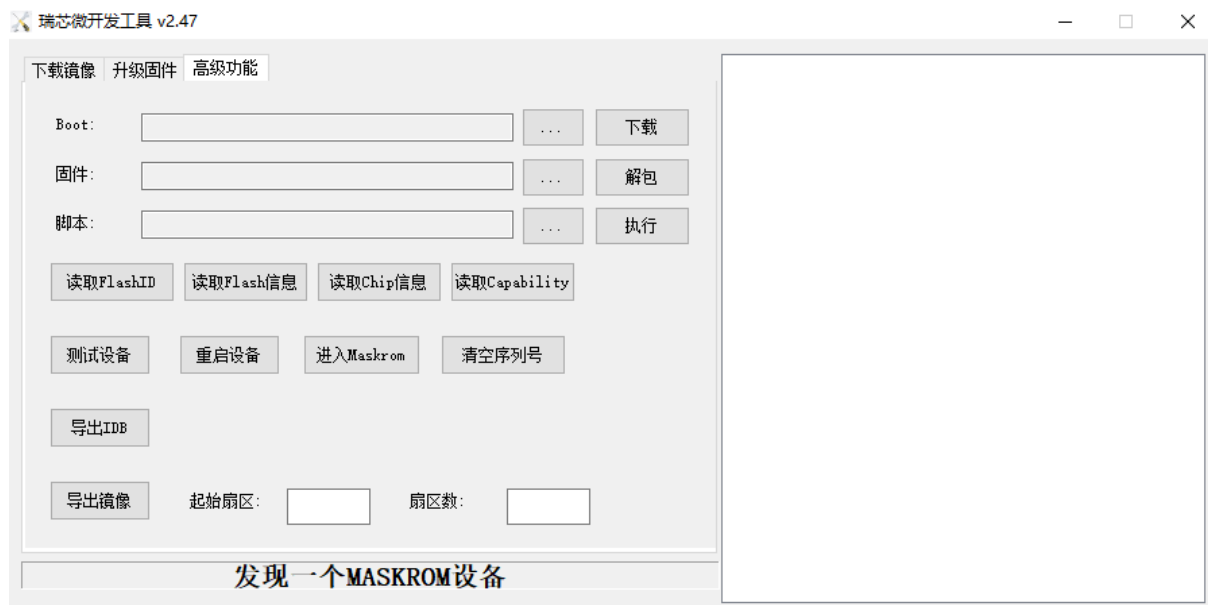 瑞芯微开发工具 v2.47
下载镜像 升级固件 高级功能
Boot: ... 下载
固件: ... 解包
脚本: ... 执行
读取FlashID 读取Flash信息 读取Chip信息 读取Capability
测试设备 重启设备 进入Maskrom 清空序列号
导出IDB
导出镜像 起始扇区: 扇区数:
发现一个MASKROM设备